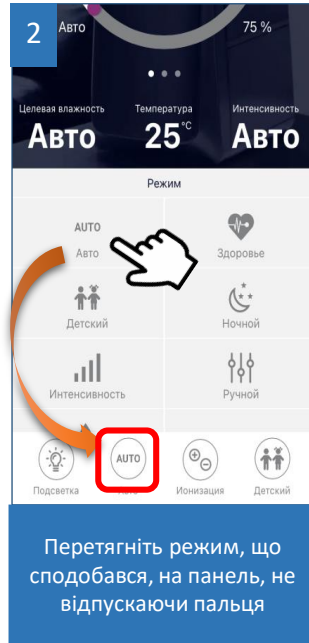 2
Авто
75 %
Целевая влажность Температура Интенсивность
Авто 25°C Авто
Режим
AUTO
Авто Здоровье
Детский Ночной
Интенсивность Ручной
AUTO
Подсветка Авто Ионизация Детский
Перетягніть режим, що
сподобався, на панель, не
відпускаючи пальця